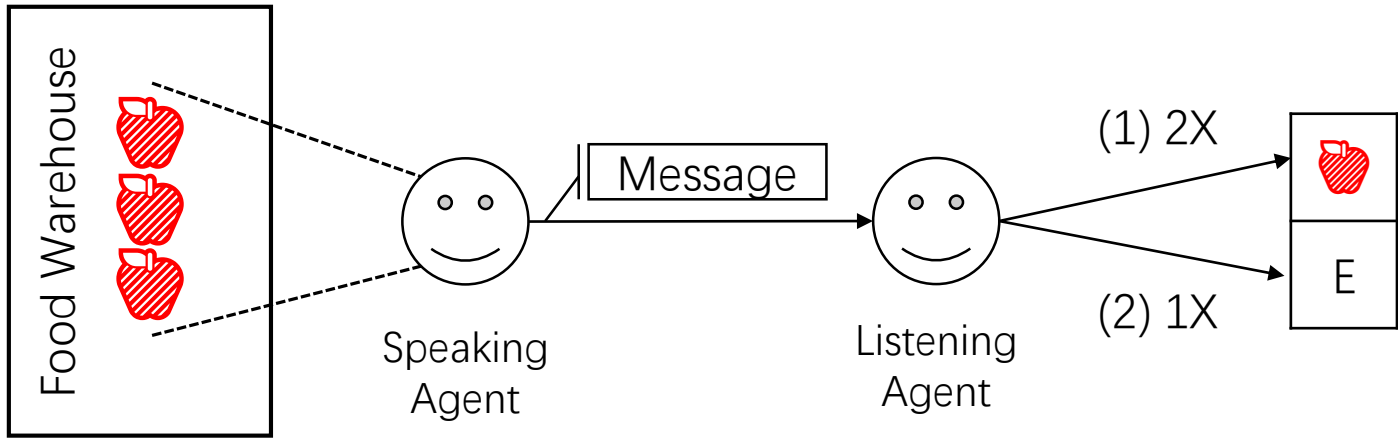 Food Warehouse
Speaking
Agent
Message
Listening
Agent
(1) 2X
(2) 1X
E